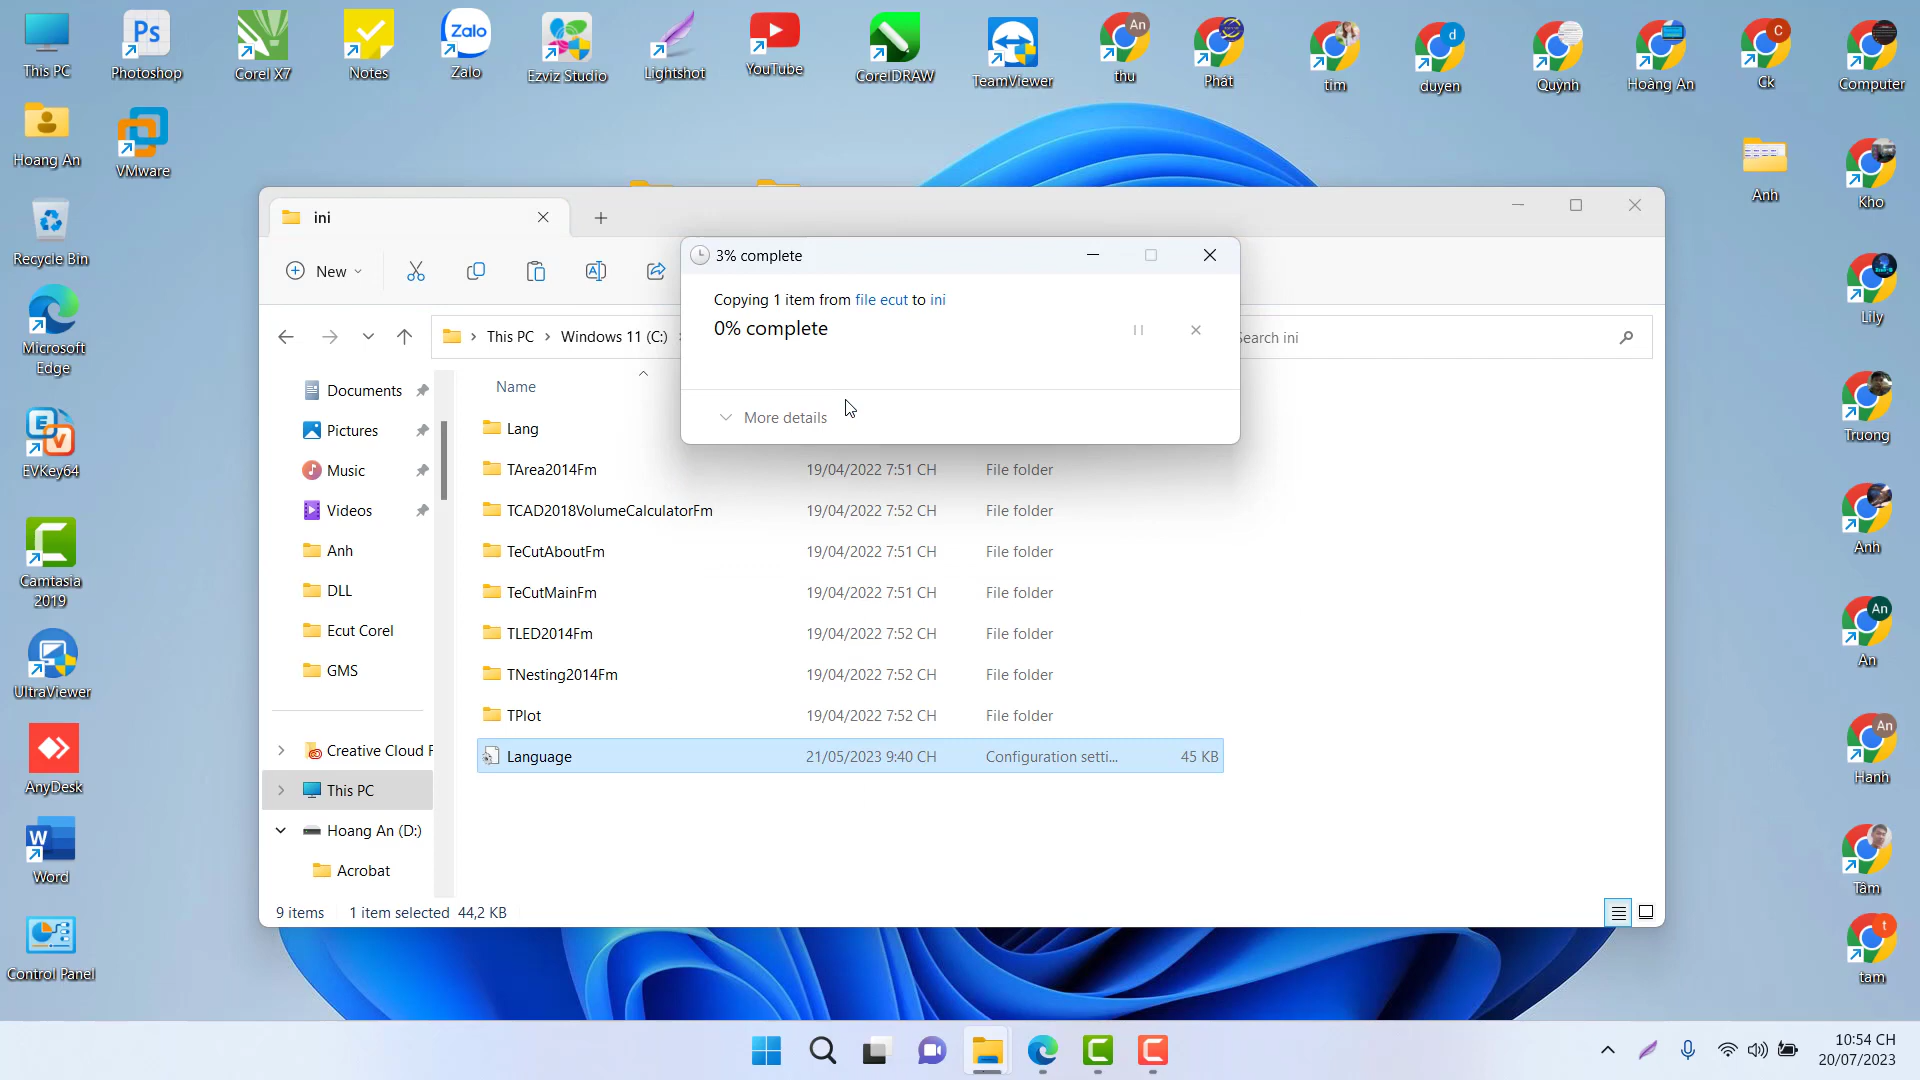 This PC
Photoshop
Corel X7
Notes
Zalo
Ezviz Studio
Lightshot
YouTube
CorelDRAW
TeamViewer
thu
Phát
tim
duyen
Quỳnh
Hoàng An
Ck
Computer
Hoang An
VMware
Anh
Kho
Recycle Bin
Microsoft
Edge
Lily
EVKey64
Truong
Camtasia
2019
Anh
UltraViewer
An
AnyDesk
Hanh
Word
Tâm
Control Panel
tam
ini
New
3% complete
Copying 1 item from file ecut to ini
0% complete
More details
This PC
Windows 11 (C:)
Search ini
Documents
Pictures
Music
Videos
Anh
DLL
Ecut Corel
GMS
Creative Cloud F
This PC
Hoang An (D:)
Acrobat
Name
Lang
TArea2014Fm 19/04/2022 7:51 CH File folder
TCAD2018VolumeCalculatorFm 19/04/2022 7:52 CH File folder
TeCutAboutFm 19/04/2022 7:51 CH File folder
TeCutMainFm 19/04/2022 7:51 CH File folder
TLED2014Fm 19/04/2022 7:52 CH File folder
TNesting2014Fm 19/04/2022 7:52 CH File folder
TPlot 19/04/2022 7:52 CH File folder
Language 21/05/2023 9:40 CH Configuration setti... 45 KB
9 items 1 item selected 44,2 KB
10:54 CH
20/07/2023